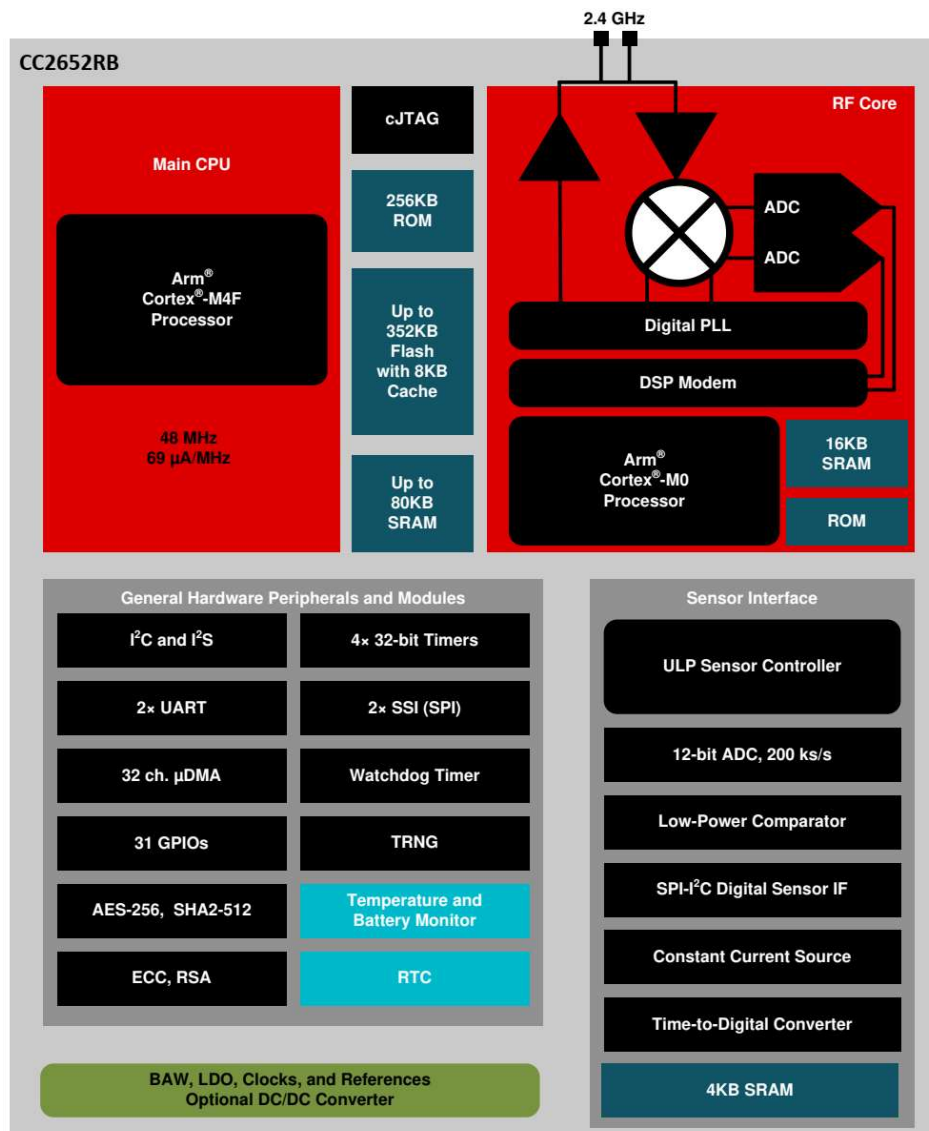 2.4 GHz
CC2652RB
Main CPU
Arm®
Cortex®-M4F
Processor
48 MHz
69 µA/MHz
cJTAG
256KB
ROM
Up to
352KB
Flash
with 8KB
Cache
Up to
80KB
SRAM
RF Core
ADC
ADC
Digital PLL
DSP Modem
Arm®
Cortex®-M0
Processor
16KB
SRAM
ROM
General Hardware Peripherals and Modules
I²C and I²S
4× 32-bit Timers
2× UART
2× SSI (SPI)
32 ch. µDMA
Watchdog Timer
31 GPIOs
TRNG
AES-256, SHA2-512
Temperature and
Battery Monitor
ECC, RSA
RTC
Sensor Interface
ULP Sensor Controller
12-bit ADC, 200 ks/s
Low-Power Comparator
SPI-I²C Digital Sensor IF
Constant Current Source
Time-to-Digital Converter
4KB SRAM
BAW, LDO, Clocks, and References
Optional DC/DC Converter